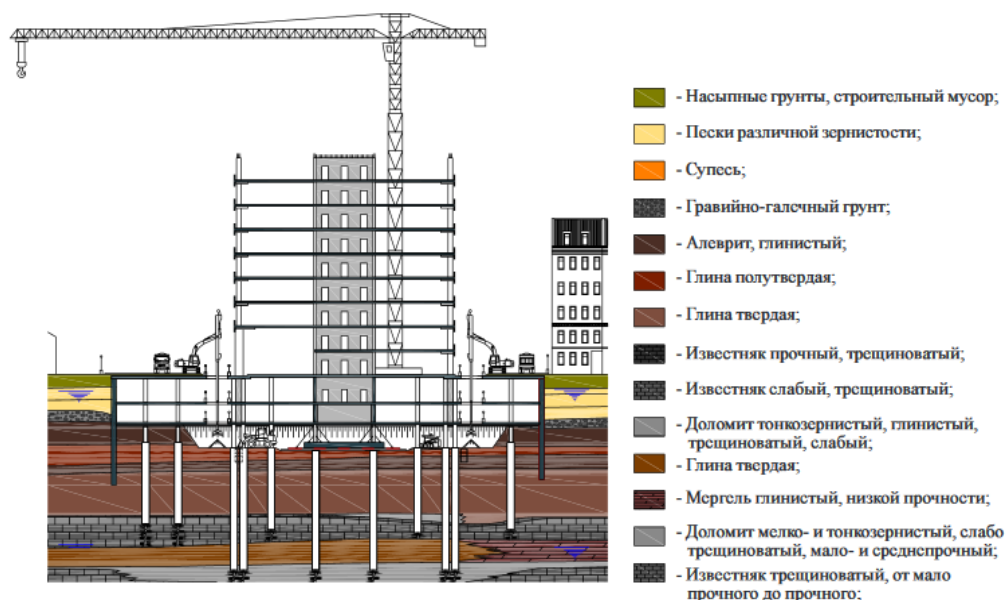 - Насыпные грунты, строительный мусор;
- Пески различной зернистости;
- Супесь;
- Гравийно-галечный грунт;
- Алеврит, глинистый;
- Глина полутвердая;
- Глина твердая;
- Известняк прочный, трещиноватый;
- Известняк слабый, трещиноватый;
- Доломит тонкозернистый, глинистый,
трещиноватый, слабый;
- Глина твердая;
- Мергель глинистый, низкой прочности;
- Доломит мелко- и тонкозернистый, слабо
трещиноватый, мало- и среднепрочный;
- Известняк трещиноватый, от мало
прочного до прочного;